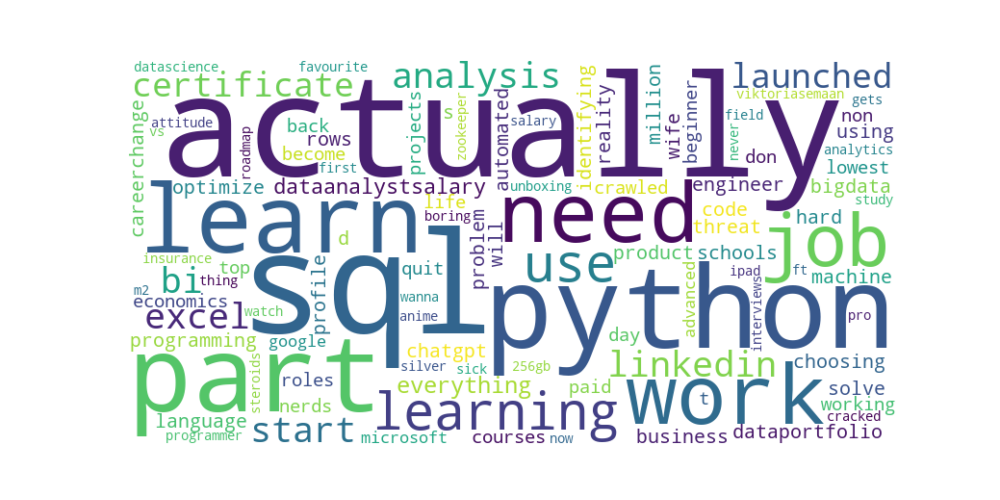 datascience
favourite
certificate
analysis
launched
actually
attitude
vs
careerchange
roadmap
back
rows
become
first
projects
s
zookeeper
automated
salary
identifying
reality
million
wife
beginner
never
viktoriasemaan
field
gets
non
using
analytics
lowest
study
don
engineer
bigdata
optimize
dataanalystsalary
unboxing
crawled
life
boring
learn
need
code
threat
hard
job
problem
will
d
insurance
thing
top
bi
profile
quit
sql
use
python
product
schools
machine
advanced
ipad
interviewsd
ft
m2
economics
wanna
excel
watch
anime
pro
programming
google
chatgpt
day
linkedin
choosing
part
steroids
roles
silver
sick
256gb
everything
paid
work
t
solve
working
nerds
learning
cracked
language
programmer
start
microsoft
courses
now
business
dataportfolio